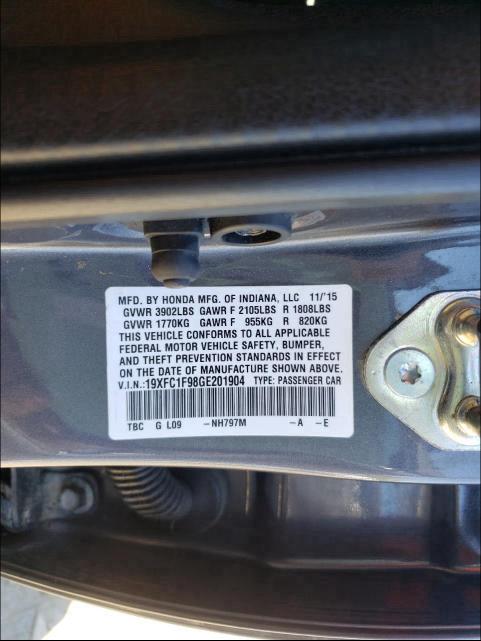 MFD. BY HONDA MFG. OF INDIANA, LLC 11/'15
GVWR 3902LBS GAWR F 2105LBS R 1808LBS
GVWR 1770KG GAWR F 955KG R 820KG
THIS VEHICLE CONFORMS TO ALL APPLICABLE
FEDERAL MOTOR VEHICLE SAFETY, BUMPER,
AND THEFT PREVENTION STANDARDS IN EFFECT
ON THE DATE OF MANUFACTURE SHOWN ABOVE.
V.I.N.:19XFC1F98GE201904 TYPE: PASSENGER CAR
TBC G L09 -NH797M -A -E